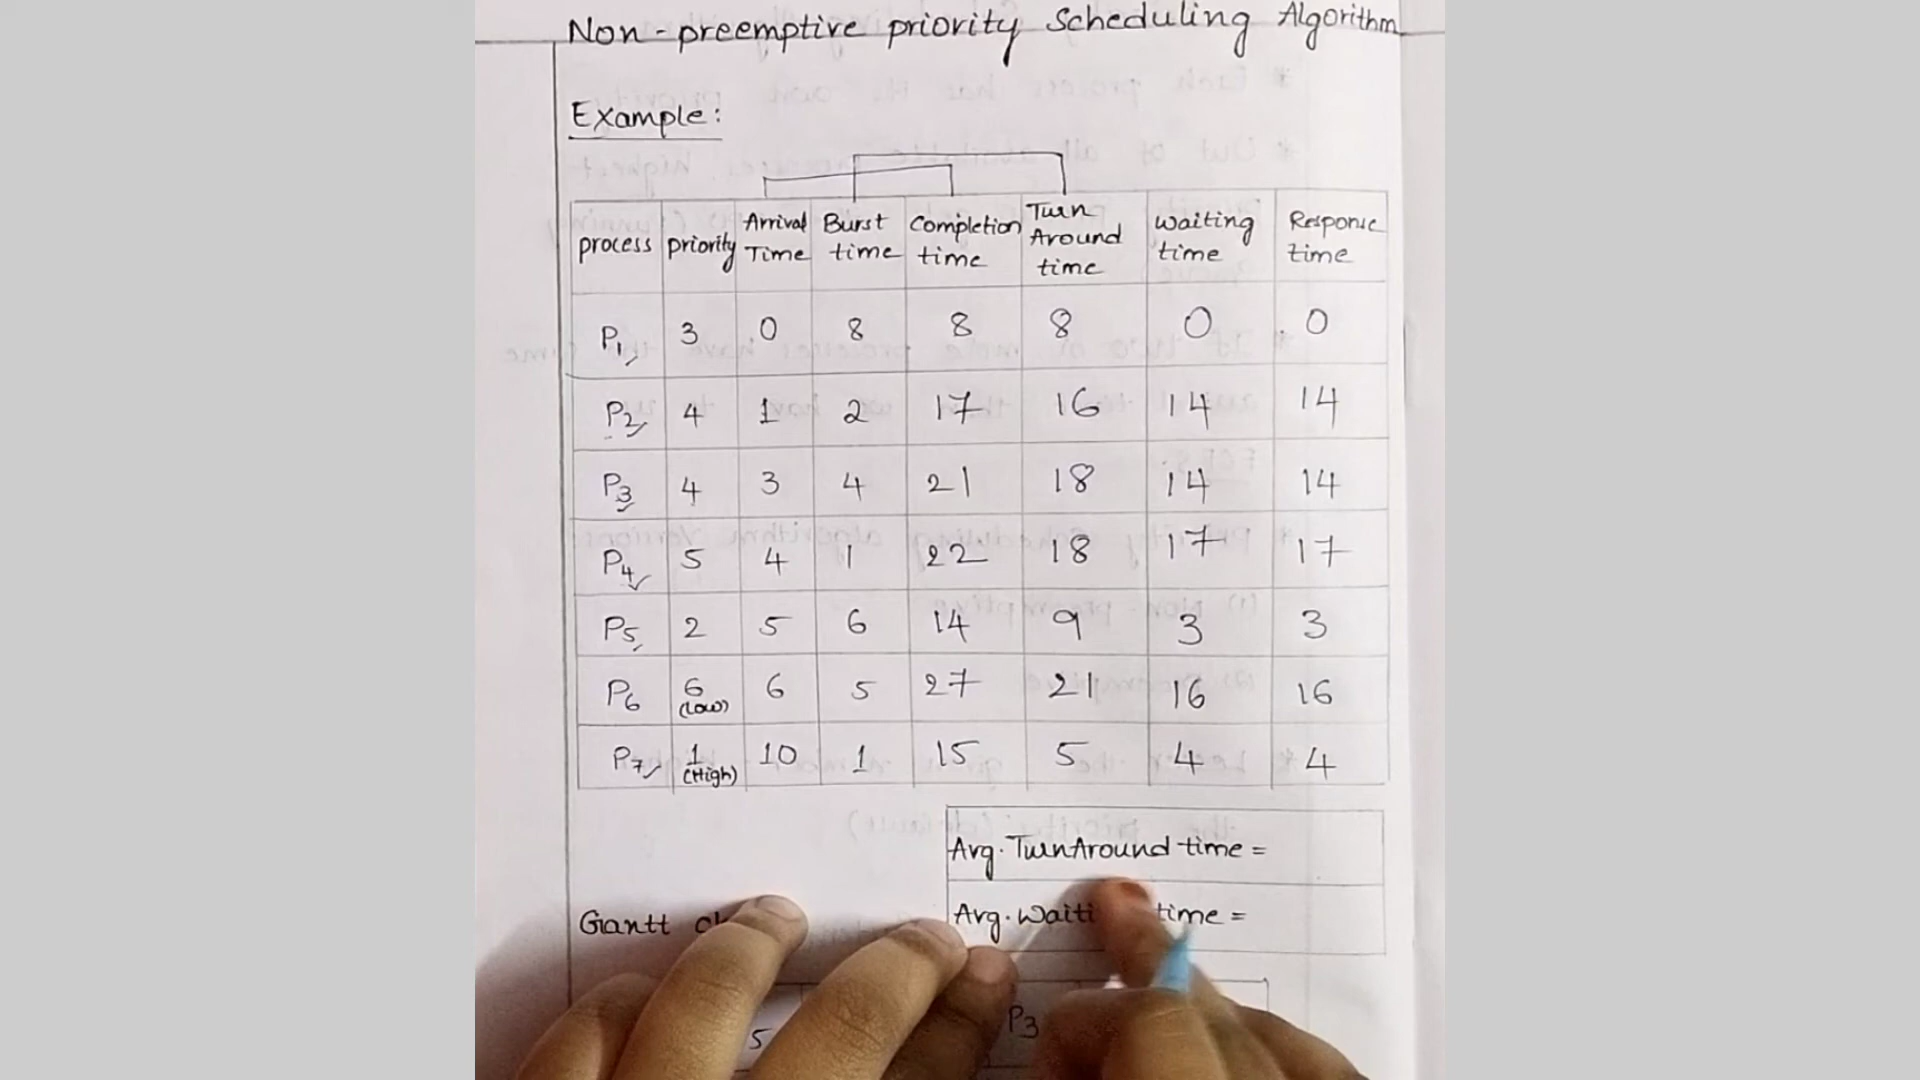 Non-preemptive priority Scheduling Algorithm
Example:
process priority Arrival Time Burst time Completion time Turn Around time Waiting time Response time
P1 3 0 8 8 8 0 0
P2 4 1 2 17 16 14 14
P3 4 3 4 21 18 14 14
P4 5 4 1 22 18 17 17
P5 2 5 6 14 9 3 3
P6 6 (Low) 6 5 27 21 16 16
P7 1 (High) 10 1 15 5 4 4
Avg. TurnAround time =
Avg. time =
Gantt
5 P3